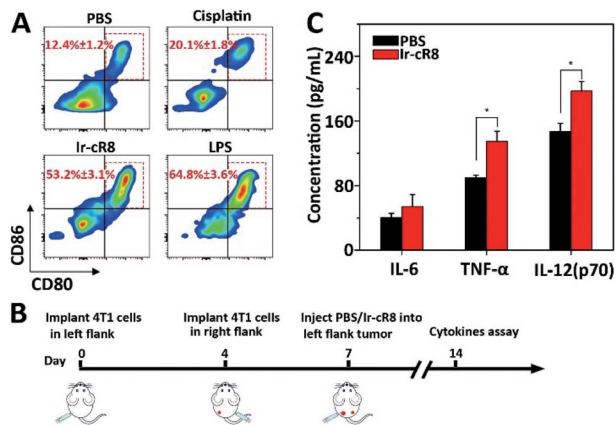 A
PBS
Cisplatin
12.4%±1.2%
20.1%±1.8%
Ir-cR8
LPS
53.2%±3.1%
64.8%±3.6%
CD86
CD80
C
PBS
Ir-cR8
Concentration (pg/mL)
240
160
80
0
*
*
IL-6
TNF-α
IL-12(p70)
B
Implant 4T1 cells
in left flank
Implant 4T1 cells
in right flank
Inject PBS/Ir-cR8 into
left flank tumor
Cytokines assay
Day
0
4
7
14